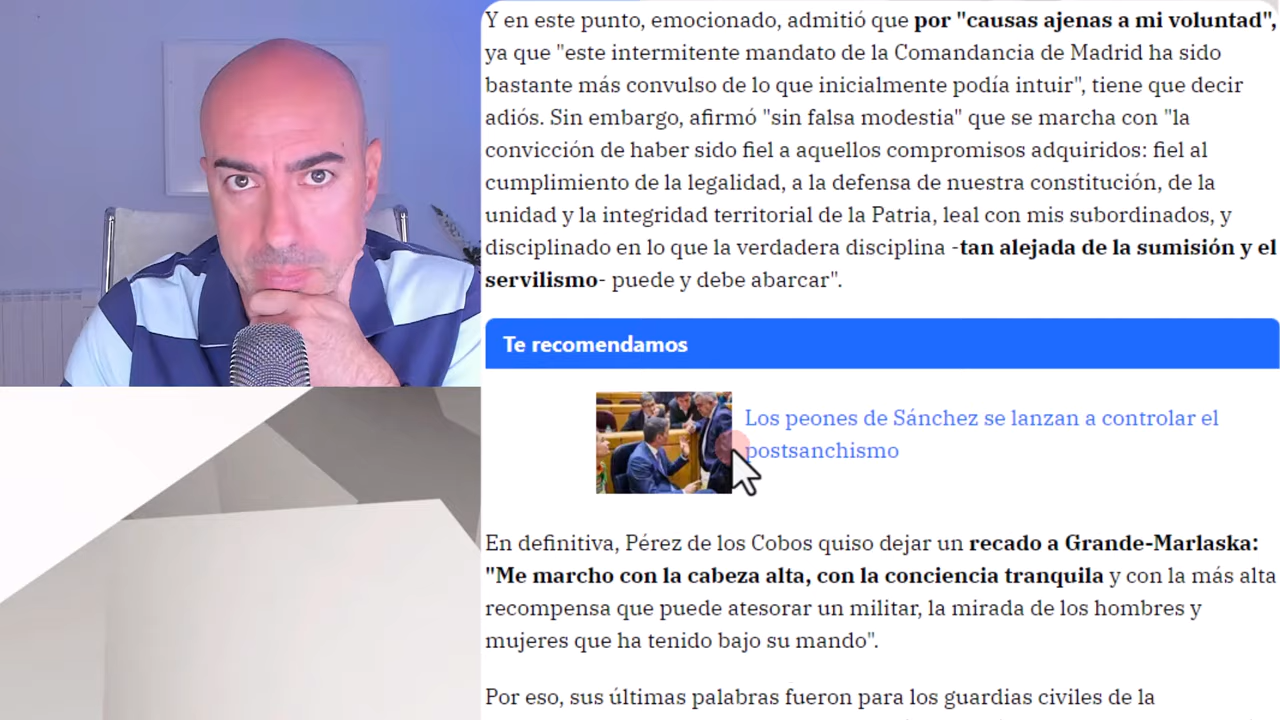 Y en este punto, emocionado, admitió que por "causas ajenas a mi voluntad",
ya que "este intermitente mandato de la Comandancia de Madrid ha sido
bastante más convulso de lo que inicialmente podía intuir", tiene que decir
adiós. Sin embargo, afirmó "sin falsa modestia" que se marcha con "la
convicción de haber sido fiel a aquellos compromisos adquiridos: fiel al
cumplimiento de la legalidad, a la defensa de nuestra constitución, de la
unidad y la integridad territorial de la Patria, leal con mis subordinados, y
disciplinado en lo que la verdadera disciplina -tan alejada de la sumisión y el
servilismo- puede y debe abarcar".
Te recomendamos
Los peones de Sánchez se lanzan a controlar el
postsanchismo
En definitiva, Pérez de los Cobos quiso dejar un recado a Grande-Marlaska:
"Me marcho con la cabeza alta, con la conciencia tranquila y con la más alta
recompensa que puede atesorar un militar, la mirada de los hombres y
mujeres que ha tenido bajo su mando".
Por eso, sus últimas palabras fueron para los guardias civiles de la